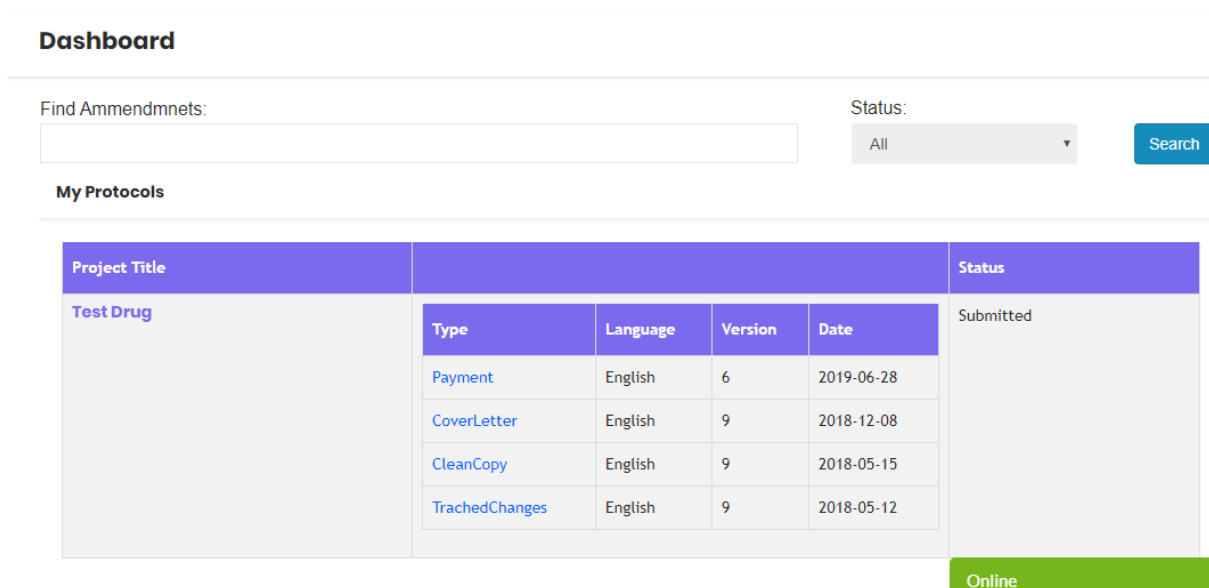 Dashboard
Find Ammendmnets:
Status:
All
Search
My Protocols
Project Title Status
Test Drug Submitted
Type Language Version Date
Payment English 6 2019-06-28
CoverLetter English 9 2018-12-08
CleanCopy English 9 2018-05-15
TrachedChanges English 9 2018-05-12
Online